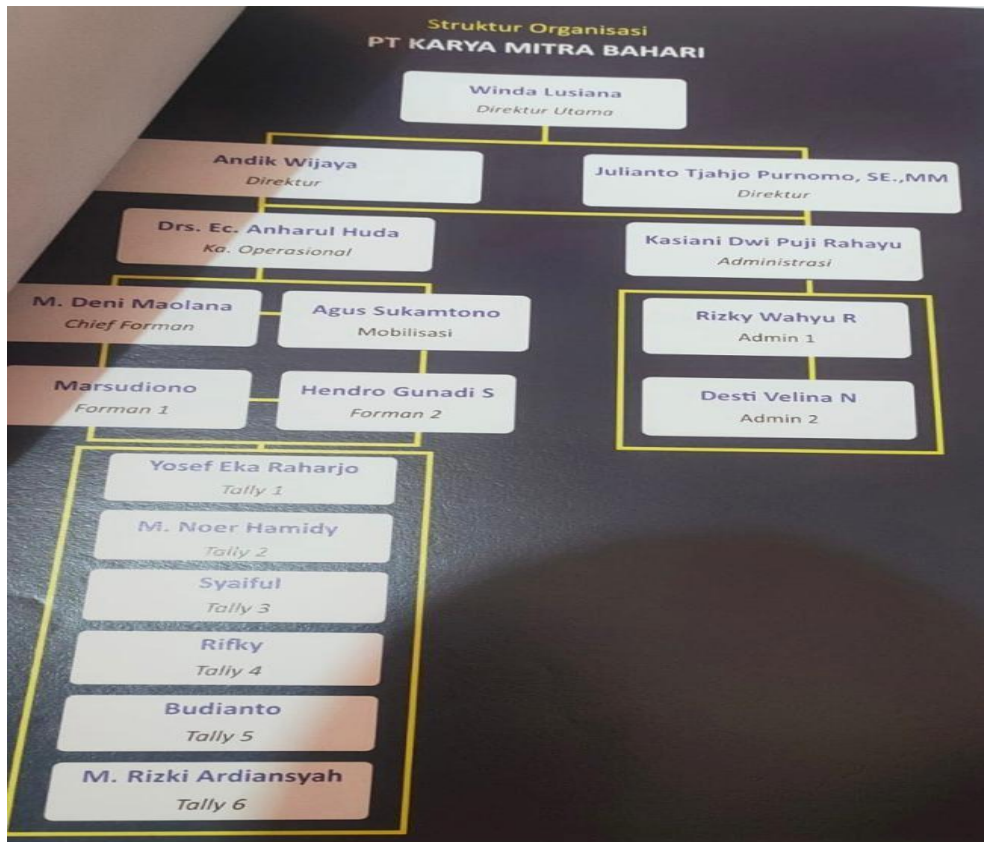 Struktur Organisasi
PT KARYA MITRA BAHARI
Winda Lusiana
Direktur Utama
Andik Wijaya
Direktur
Julianto Tjahjo Purnomo, SE.,MM
Direktur
Drs. Ec. Anharul Huda
Ka. Operasional
Kasiani Dwi Puji Rahayu
Administrasi
M. Deni Maolana
Chief Forman
Agus Sukamtono
Mobilisasi
Rizky Wahyu R
Admin 1
Marsudiono
Forman 1
Hendro Gunadi S
Forman 2
Desti Velina N
Admin 2
Yosef Eka Raharjo
Tally 1
M. Noer Hamidy
Tally 2
Syaiful
Tally 3
Rifky
Tally 4
Budianto
Tally 5
M. Rizki Ardiansyah
Tally 6